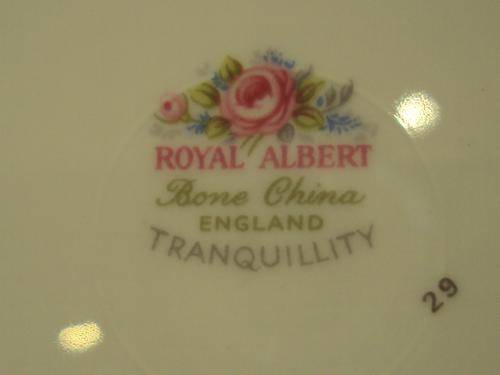 ROYAL ALBERT
Bone China
ENGLAND
TRANQUILLITY
29